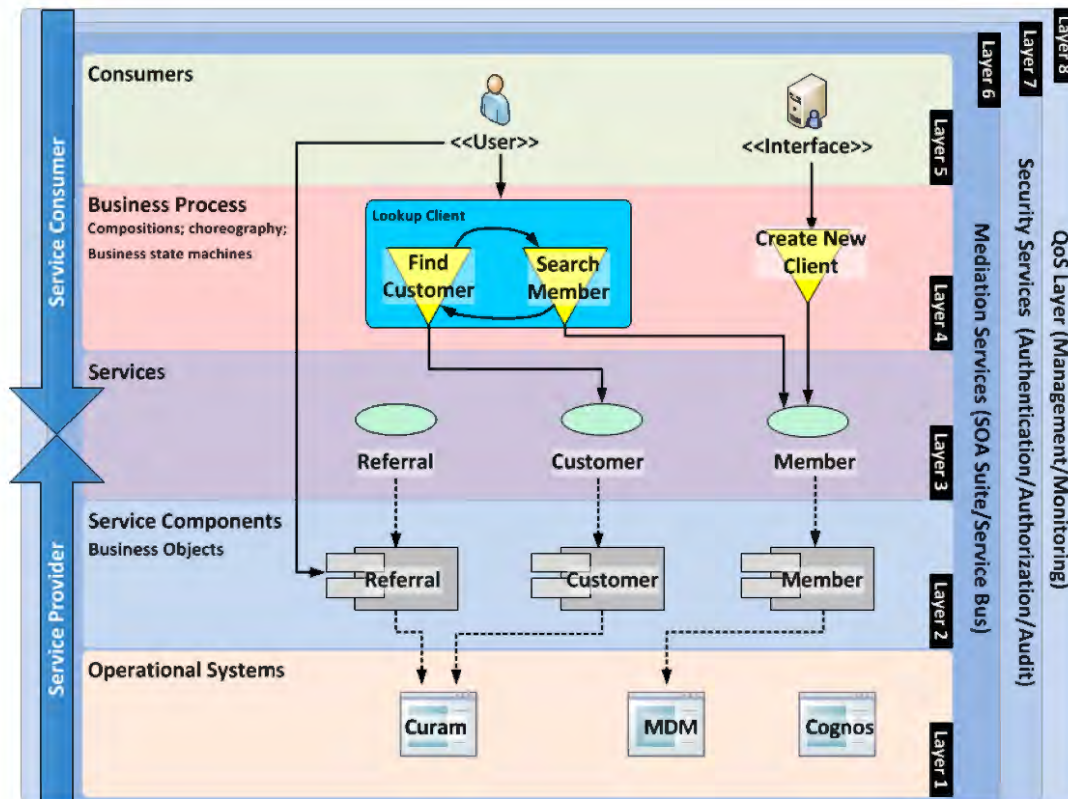 Consumers
<<User>>
<<Interface>>
Layer 5
Business Process
Compositions; choreography;
Business state machines
Lookup Client
Find
Customer
Search
Member
Create New
Client
Layer 4
Services
Referral
Customer
Member
Layer 3
Service Components
Business Objects
Referral
Customer
Member
Layer 2
Operational Systems
Curam
MDM
Cognos
Layer 1
Service Consumer
Service Provider
Layer 6
Mediation Services (SOA Suite/Service Bus)
Layer 7
Security Services (Authentication/Authorization/Audit)
Layer 8
QoS Layer (Management/Monitoring)